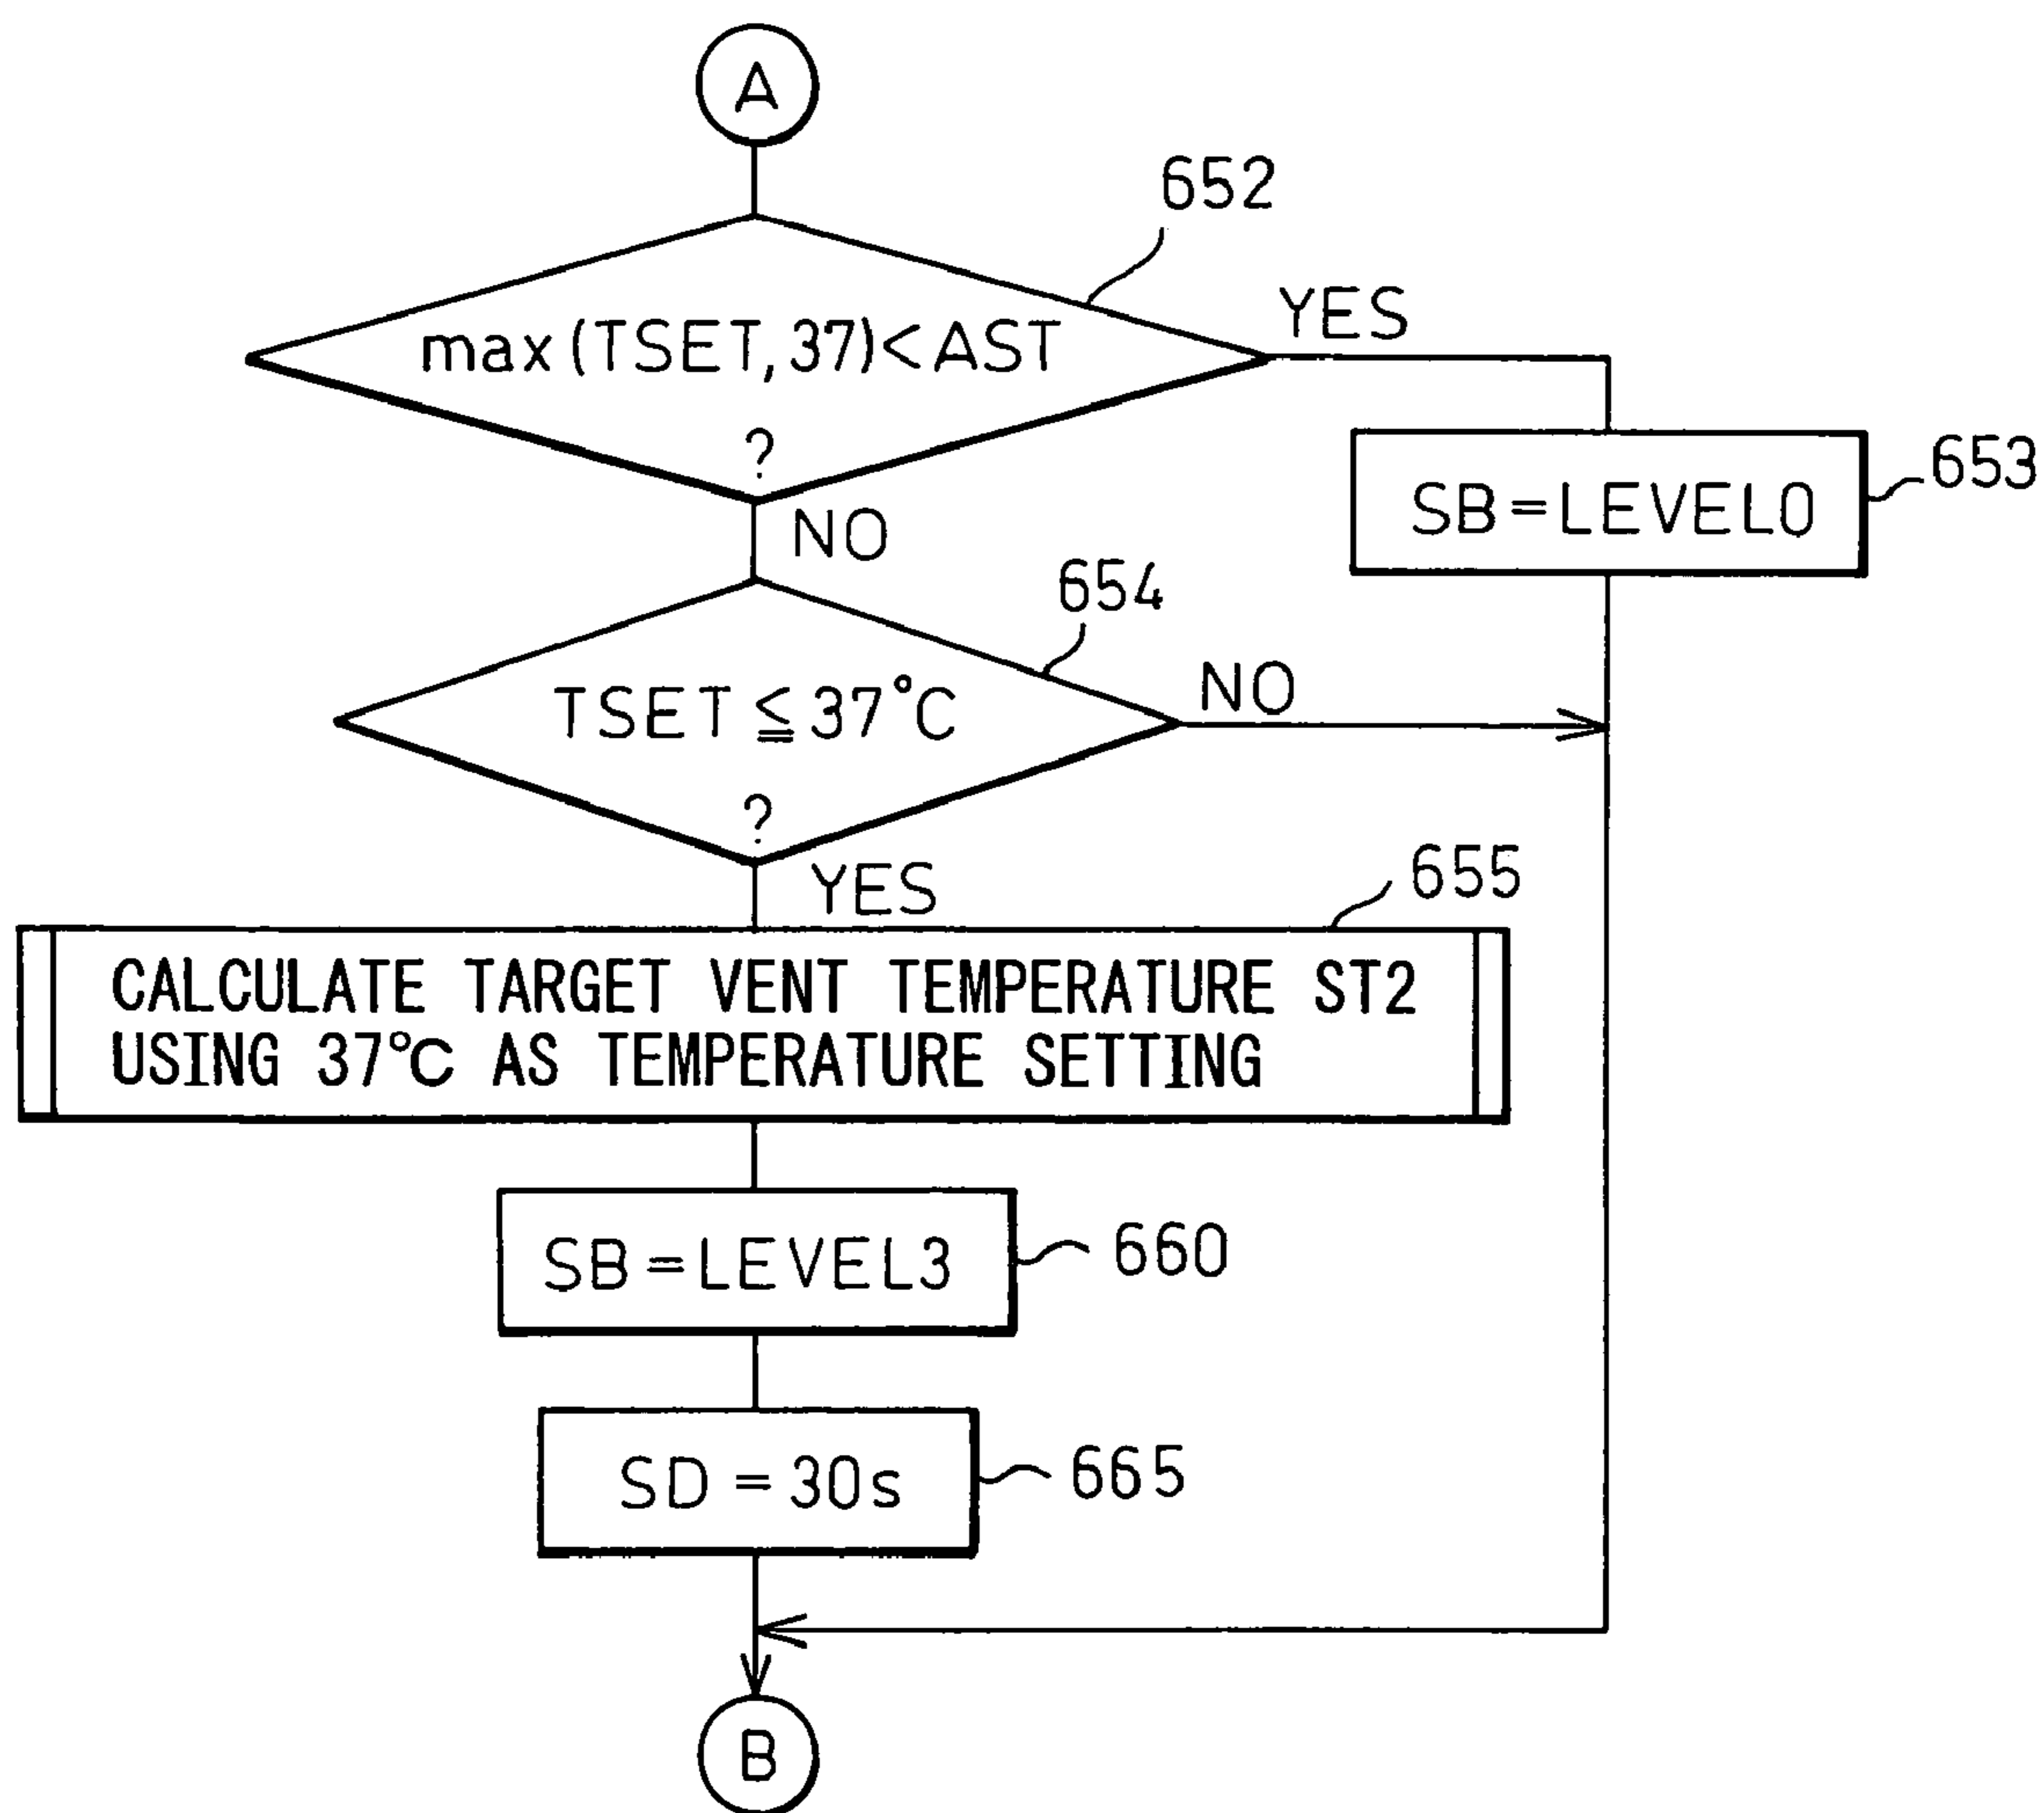 A
652
max(TSET,37)<AST
?
YES
653
SB=LEVEL0
NO
654
TSET≦37°C
?
NO
YES
655
CALCULATE TARGET VENT TEMPERATURE ST2
USING 37°C AS TEMPERATURE SETTING
SB=LEVEL3
660
SD=30s
665
B